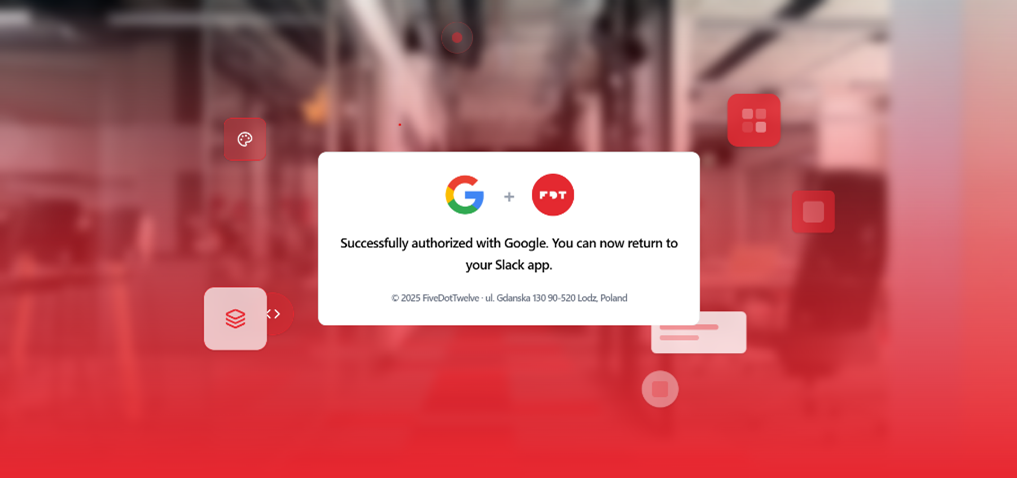 FDT
Successfully authorized with Google. You can now return to
your Slack app.
© 2025 FiveDotTwelve · ul. Gdanska 130 90-520 Lodz, Poland